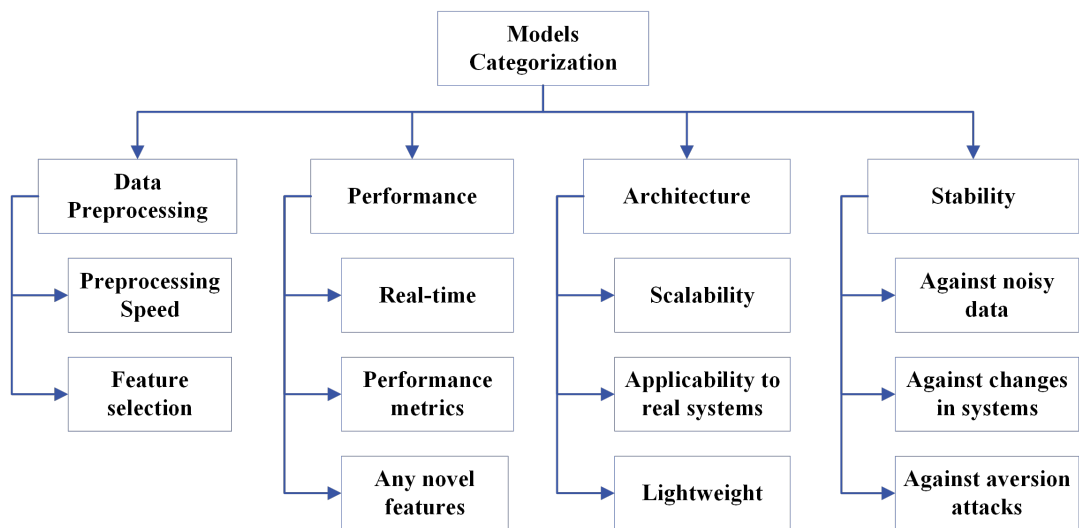 Models
Categorization
Data
Preprocessing
Preprocessing
Speed
Feature
selection
Performance
Real-time
Performance
metrics
Any novel
features
Architecture
Scalability
Applicability to
real systems
Lightweight
Stability
Against noisy
data
Against changes
in systems
Against aversion
attacks